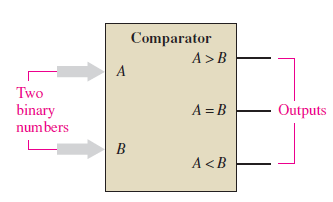 Comparator
A > B
A
Two
binary
numbers
A = B
Outputs
B
A < B